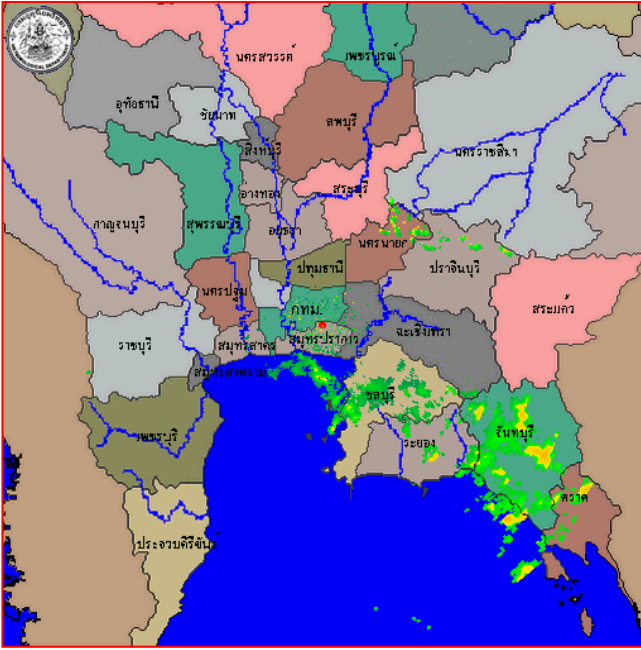 นครสวรรค์
เพชรบูรณ์
อุทัยธานี
ชัยนาท
ลพบุรี
สิงห์บุรี
นครราชสีมา
สระบุรี
อ่างทอง
กาญจนบุรี
สุพรรณบุรี
อยุธยา
นครนายก
ปราจีนบุรี
ปทุมธานี
นครปฐม
กทม.
สระแก้ว
ฉะเชิงเทรา
ราชบุรี
สมุทรสาคร
สมุทรปราการ
สมุทรสงคราม
ชลบุรี
เพชรบุรี
ระยอง
จันทบุรี
ตราด
ประจวบคีรีขันธ์